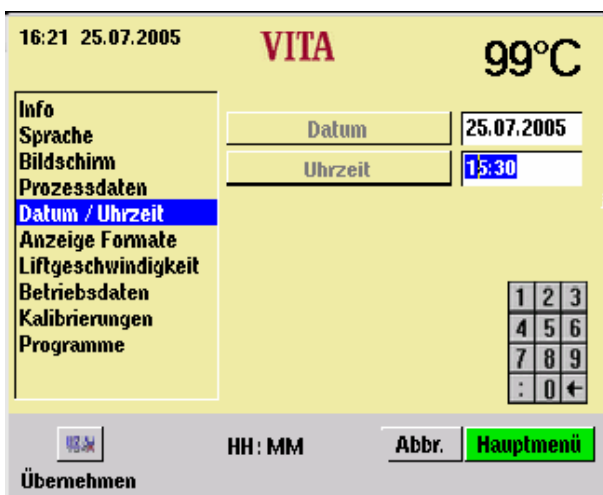 16:21 25.07.2005
VITA
99°C
Info
Sprache
Bildschirm
Prozessdaten
Datum / Uhrzeit
Anzeige Formate
Liftgeschwindigkeit
Betriebsdaten
Kalibrierungen
Programme
Datum 25.07.2005
Uhrzeit 15:30
1 2 3
4 5 6
7 8 9
: 0 ←
HH:MM
Abbr.
Hauptmenü
Übernehmen